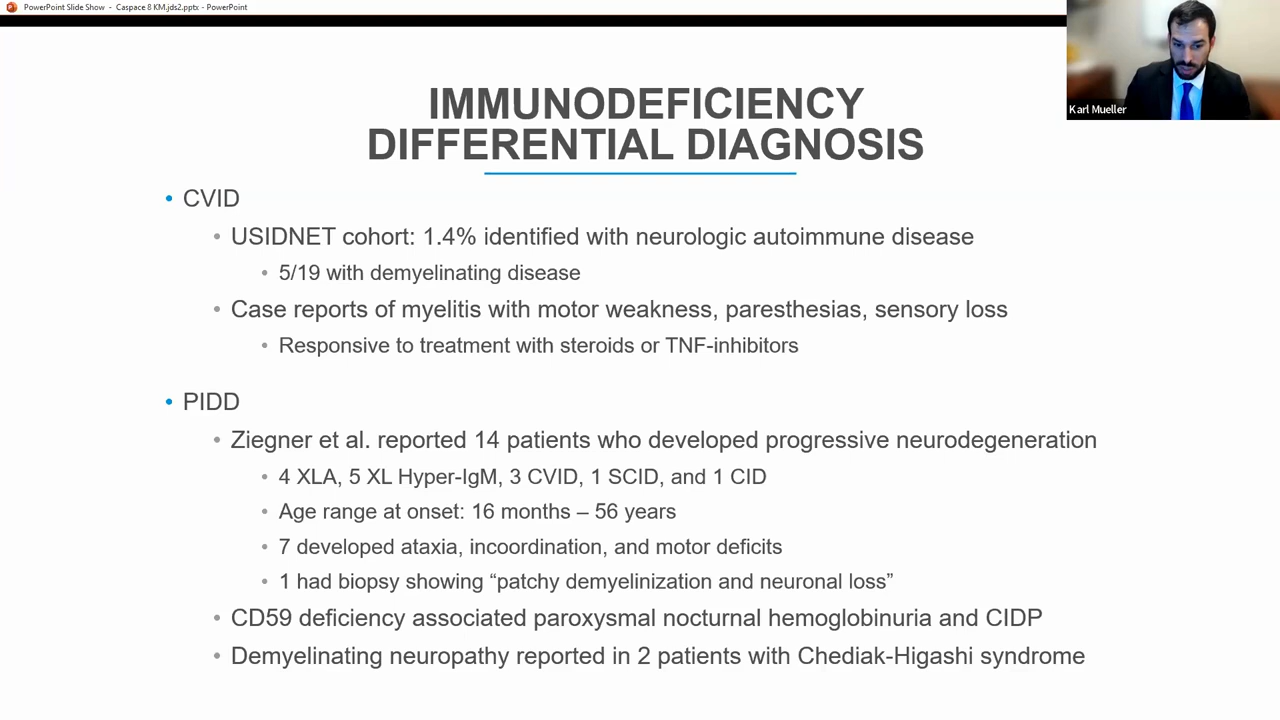 PowerPoint Slide Show - Caspace 8 KM.jds2.pptx - PowerPoint
Karl Mueller
IMMUNODEFICIENCY
DIFFERENTIAL DIAGNOSIS
• CVID
• USIDNET cohort: 1.4% identified with neurologic autoimmune disease
• 5/19 with demyelinating disease
• Case reports of myelitis with motor weakness, paresthesias, sensory loss
• Responsive to treatment with steroids or TNF-inhibitors
• PIDD
• Ziegner et al. reported 14 patients who developed progressive neurodegeneration
• 4 XLA, 5 XL Hyper-IgM, 3 CVID, 1 SCID, and 1 CID
• Age range at onset: 16 months – 56 years
• 7 developed ataxia, incoordination, and motor deficits
• 1 had biopsy showing “patchy demyelinization and neuronal loss”
• CD59 deficiency associated paroxysmal nocturnal hemoglobinuria and CIDP
• Demyelinating neuropathy reported in 2 patients with Chediak-Higashi syndrome